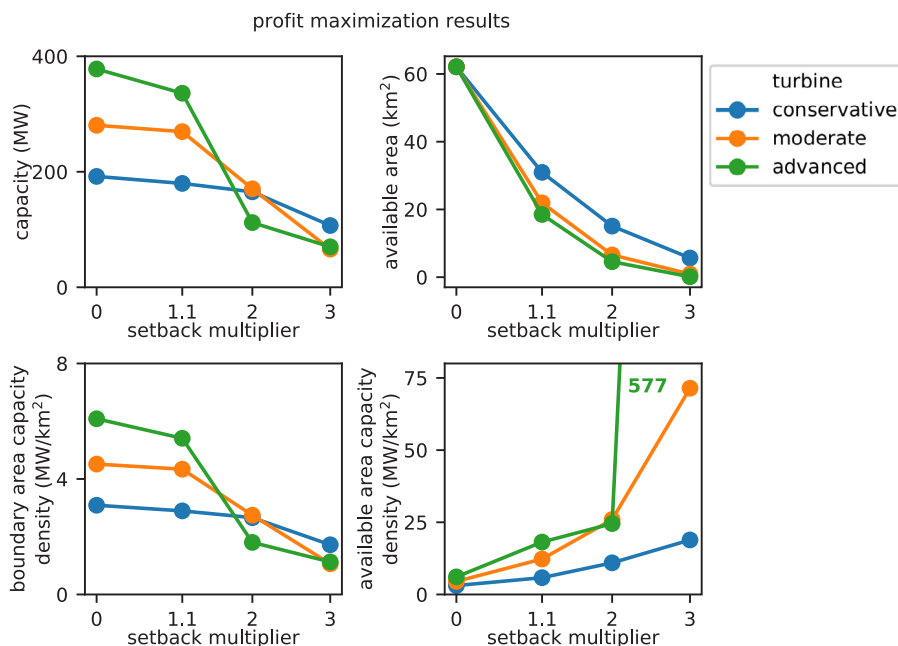 profit maximization results
capacity (MW)
400
200
0
0 1.1 2 3
setback multiplier
available area (km²)
60
40
20
0
0 1.1 2 3
setback multiplier
turbine
conservative
moderate
advanced
boundary area capacity
density (MW/km²)
8
4
0
0 1.1 2 3
setback multiplier
available area capacity
density (MW/km²)
75
50
25
0
577
0 1.1 2 3
setback multiplier